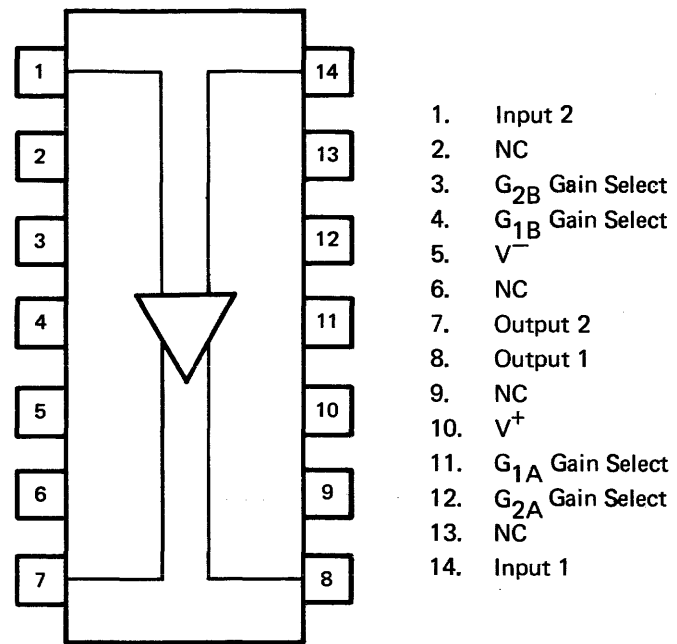 1
14
2
13
3
12
4
11
5
10
6
9
7
8
1. Input 2
2. NC
3. G2B Gain Select
4. G1B Gain Select
5. V−
6. NC
7. Output 2
8. Output 1
9. NC
10. V+
11. G1A Gain Select
12. G2A Gain Select
13. NC
14. Input 1